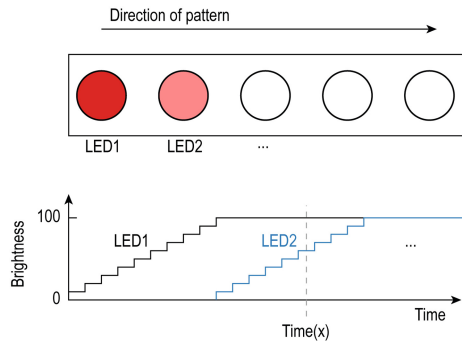 Direction of pattern
LED1
LED2
...
100
LED1
LED2
...
Brightness
0
Time
Time(x)